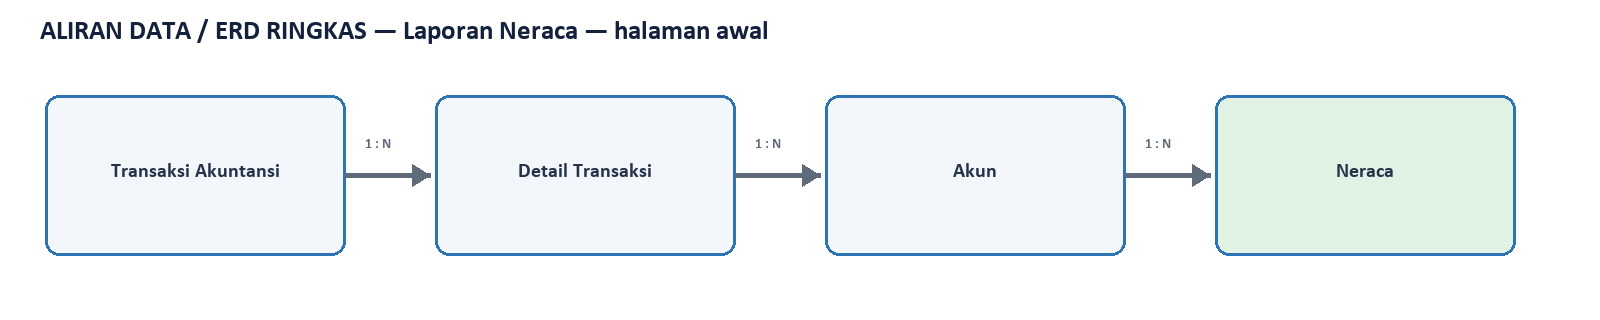 ALIRAN DATA / ERD RINGKAS — Laporan Neraca — halaman awal
Transaksi Akuntansi
1 : N
Detail Transaksi
1 : N
Akun
1 : N
Neraca